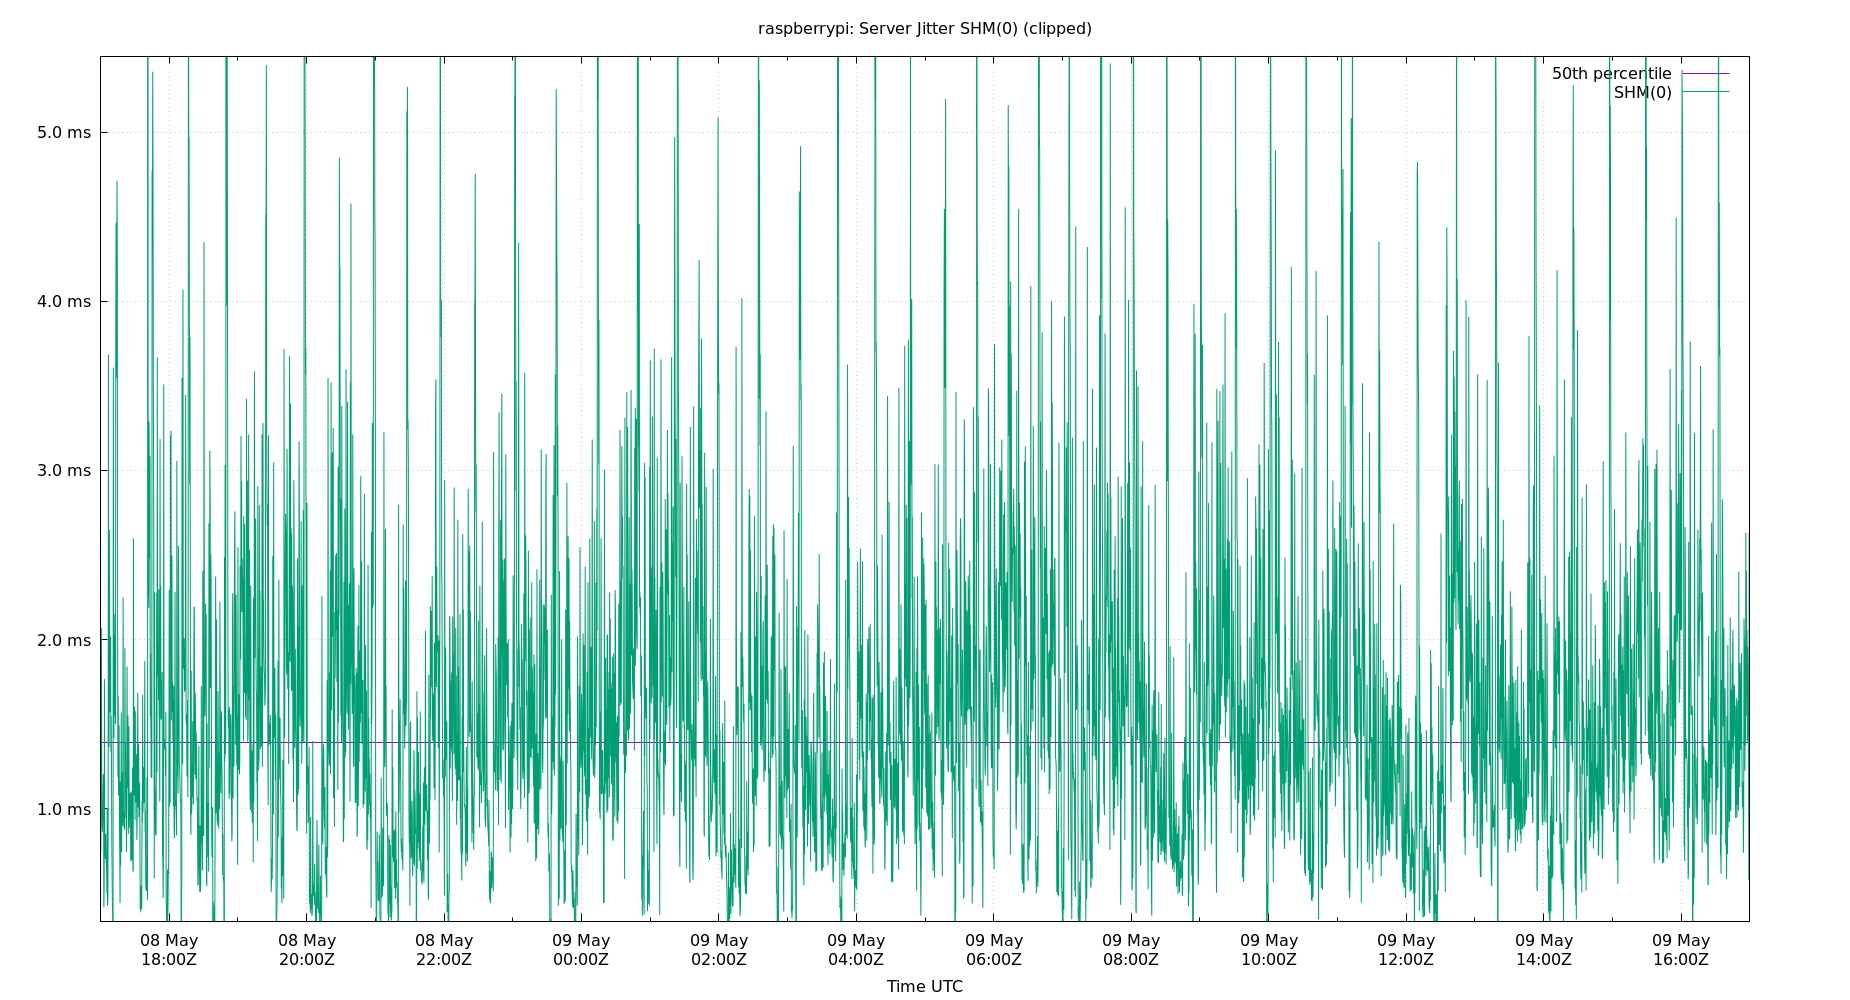 raspberrypi: Server Jitter SHM(0) (clipped)
50th percentile
SHM(0)
5.0 ms
4.0 ms
3.0 ms
2.0 ms
1.0 ms
08 May 08 May 08 May 09 May 09 May 09 May 09 May 09 May 09 May 09 May 09 May 09 May
18:00Z 20:00Z 22:00Z 00:00Z 02:00Z 04:00Z 06:00Z 08:00Z 10:00Z 12:00Z 14:00Z 16:00Z
Time UTC